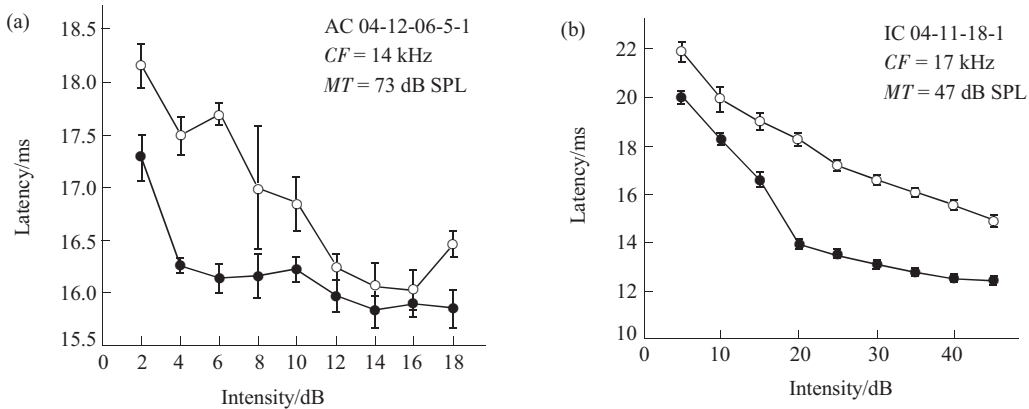 (a)
AC 04-12-06-5-1
CF = 14 kHz
MT = 73 dB SPL
Latency/ms
18.5
18.0
17.5
17.0
16.5
16.0
15.5
0 2 4 6 8 10 12 14 16 18
Intensity/dB
(b)
IC 04-11-18-1
CF = 17 kHz
MT = 47 dB SPL
Latency/ms
22
20
18
16
14
12
10
0 10 20 30 40
Intensity/dB